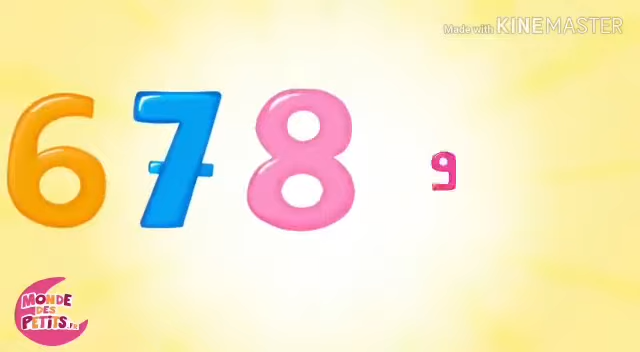 Made with KINEMASTER
6 7 8 9
MONDE
DES
PETITS.FR